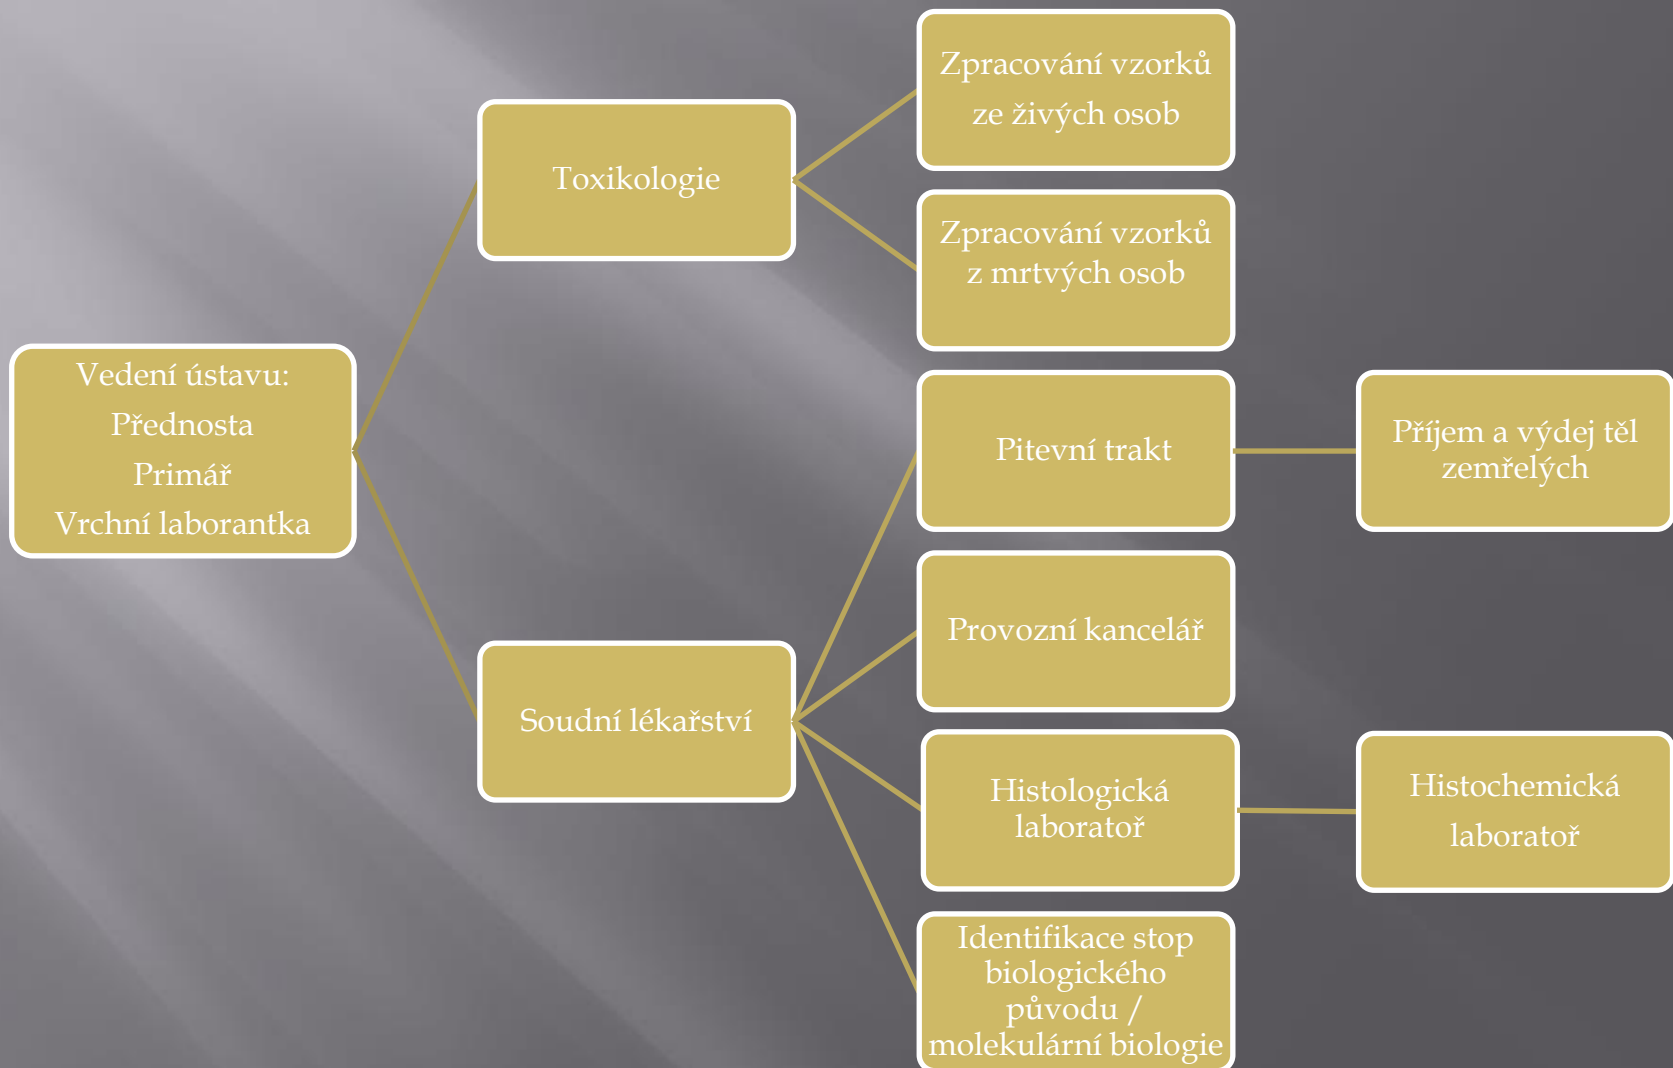 Vedení ústavu:
Přednosta
Primář
Vrchní laborantka
Toxikologie
Zpracování vzorků
ze živých osob
Zpracování vzorků
z mrtvých osob
Soudní lékařství
Pitevní trakt
Příjem a výdej těl
zemřelých
Provozní kancelář
Histologická
laboratoř
Histochemická
laboratoř
Identifikace stop
biologického
původu /
molekulární biologie